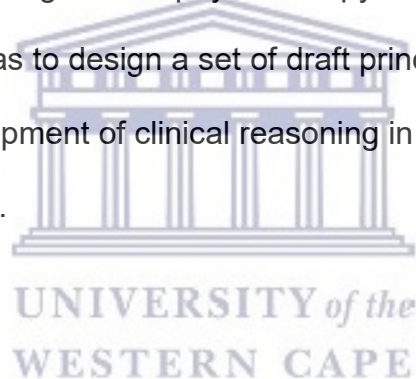 as to design a set of draft princ
pment of clinical reasoning in
.
UNIVERSITY of the
WESTERN CAPE